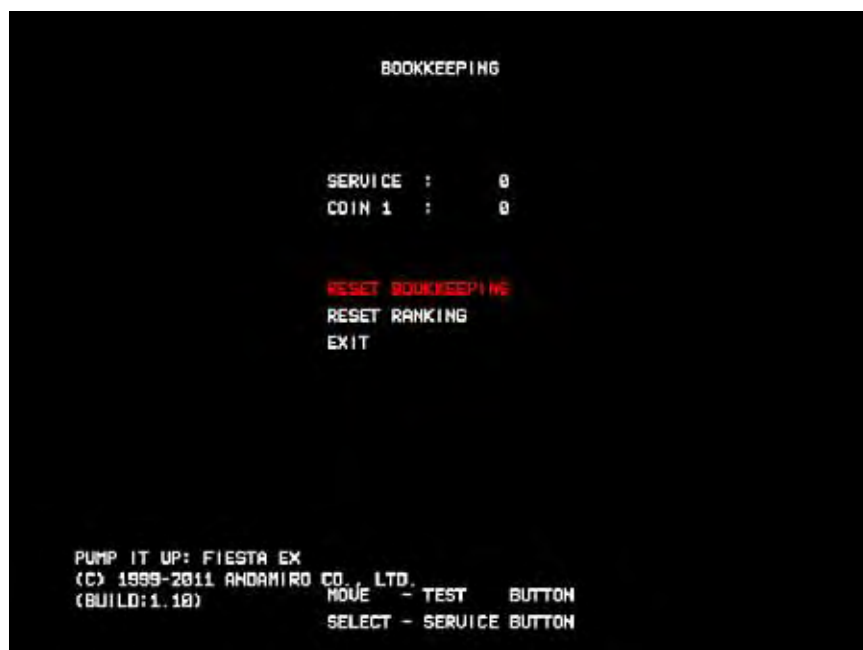 BOOKKEEPING
SERVICE : 0
COIN 1 : 0
RESET BOOKKEEPING
RESET RANKING
EXIT
PUMP IT UP: FIESTA EX
(C) 1999-2011 ANDAMIRO CO., LTD.
(BUILD:1.10)
MOVE - TEST BUTTON
SELECT - SERVICE BUTTON